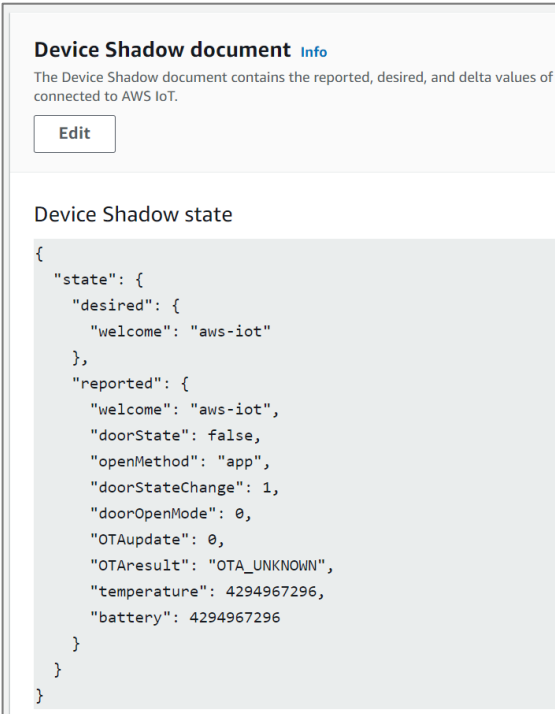 Device Shadow document Info
The Device Shadow document contains the reported, desired, and delta values of
connected to AWS IoT.
Edit
Device Shadow state
{
  "state": {
    "desired": {
      "welcome": "aws-iot"
    },
    "reported": {
      "welcome": "aws-iot",
      "doorState": false,
      "openMethod": "app",
      "doorStateChange": 1,
      "doorOpenMode": 0,
      "OTAupdate": 0,
      "OTAresult": "OTA_UNKNOWN",
      "temperature": 4294967296,
      "battery": 4294967296
    }
  }
}